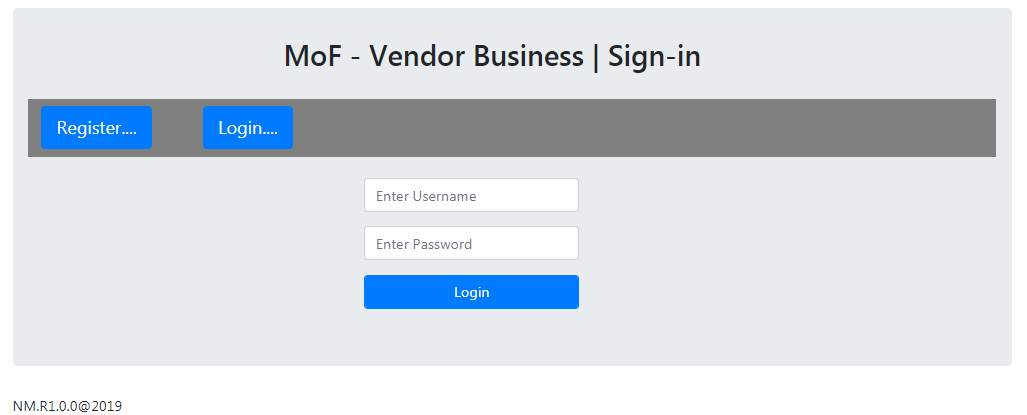 MoF - Vendor Business | Sign-in
Register.... Login....
Enter Username
Enter Password
Login
NM.R1.0.0@2019